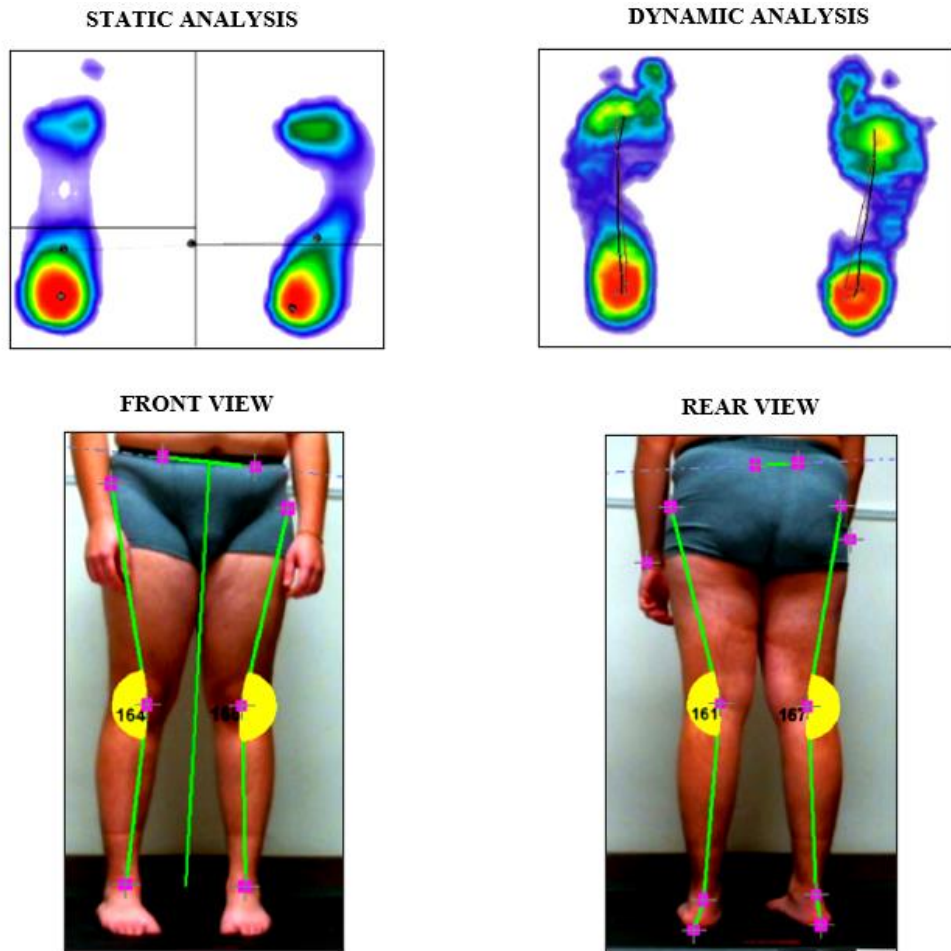 STATIC ANALYSIS
DYNAMIC ANALYSIS
FRONT VIEW
REAR VIEW
164
161
167